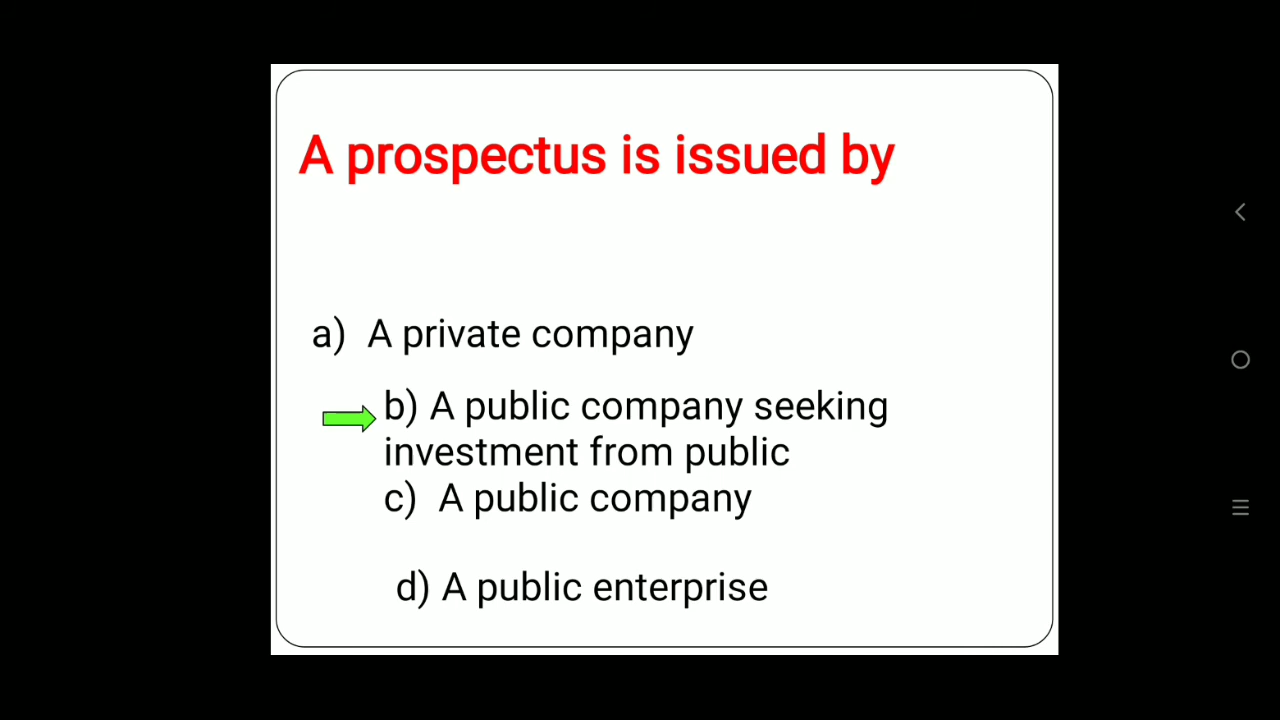 A prospectus is issued by
a) A private company
b) A public company seeking
investment from public
c) A public company
d) A public enterprise